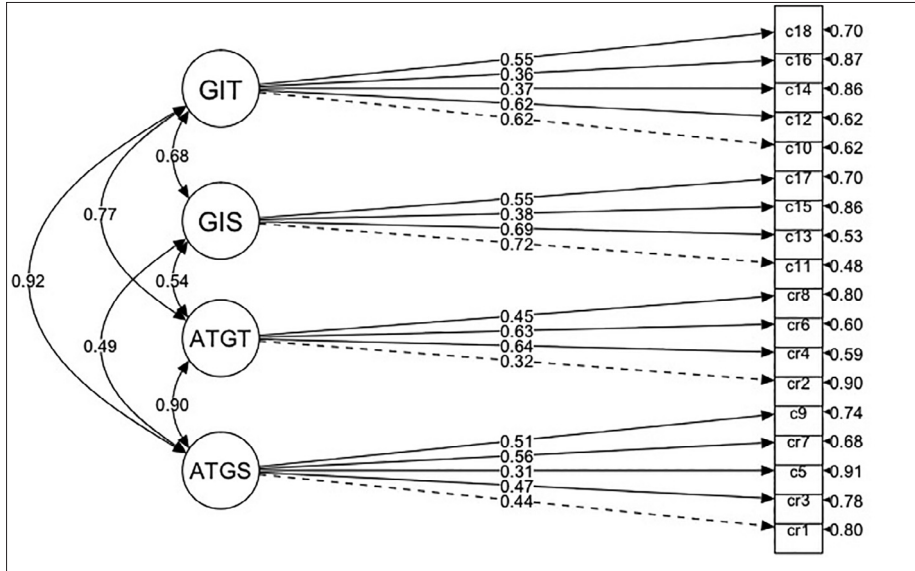 GIT
GIS
ATGT
ATGS
0.68
0.77
0.92
0.54
0.49
0.90
0.55
0.36
0.37
0.62
0.62
0.55
0.38
0.69
0.72
0.45
0.63
0.64
0.32
0.51
0.56
0.31
0.47
0.44
c18 0.70
c16 0.87
c14 0.86
c12 0.62
c10 0.62
c17 0.70
c15 0.86
c13 0.53
c11 0.48
cr8 0.80
cr6 0.60
cr4 0.59
cr2 0.90
c9 0.74
cr7 0.68
c5 0.91
cr3 0.78
cr1 0.80